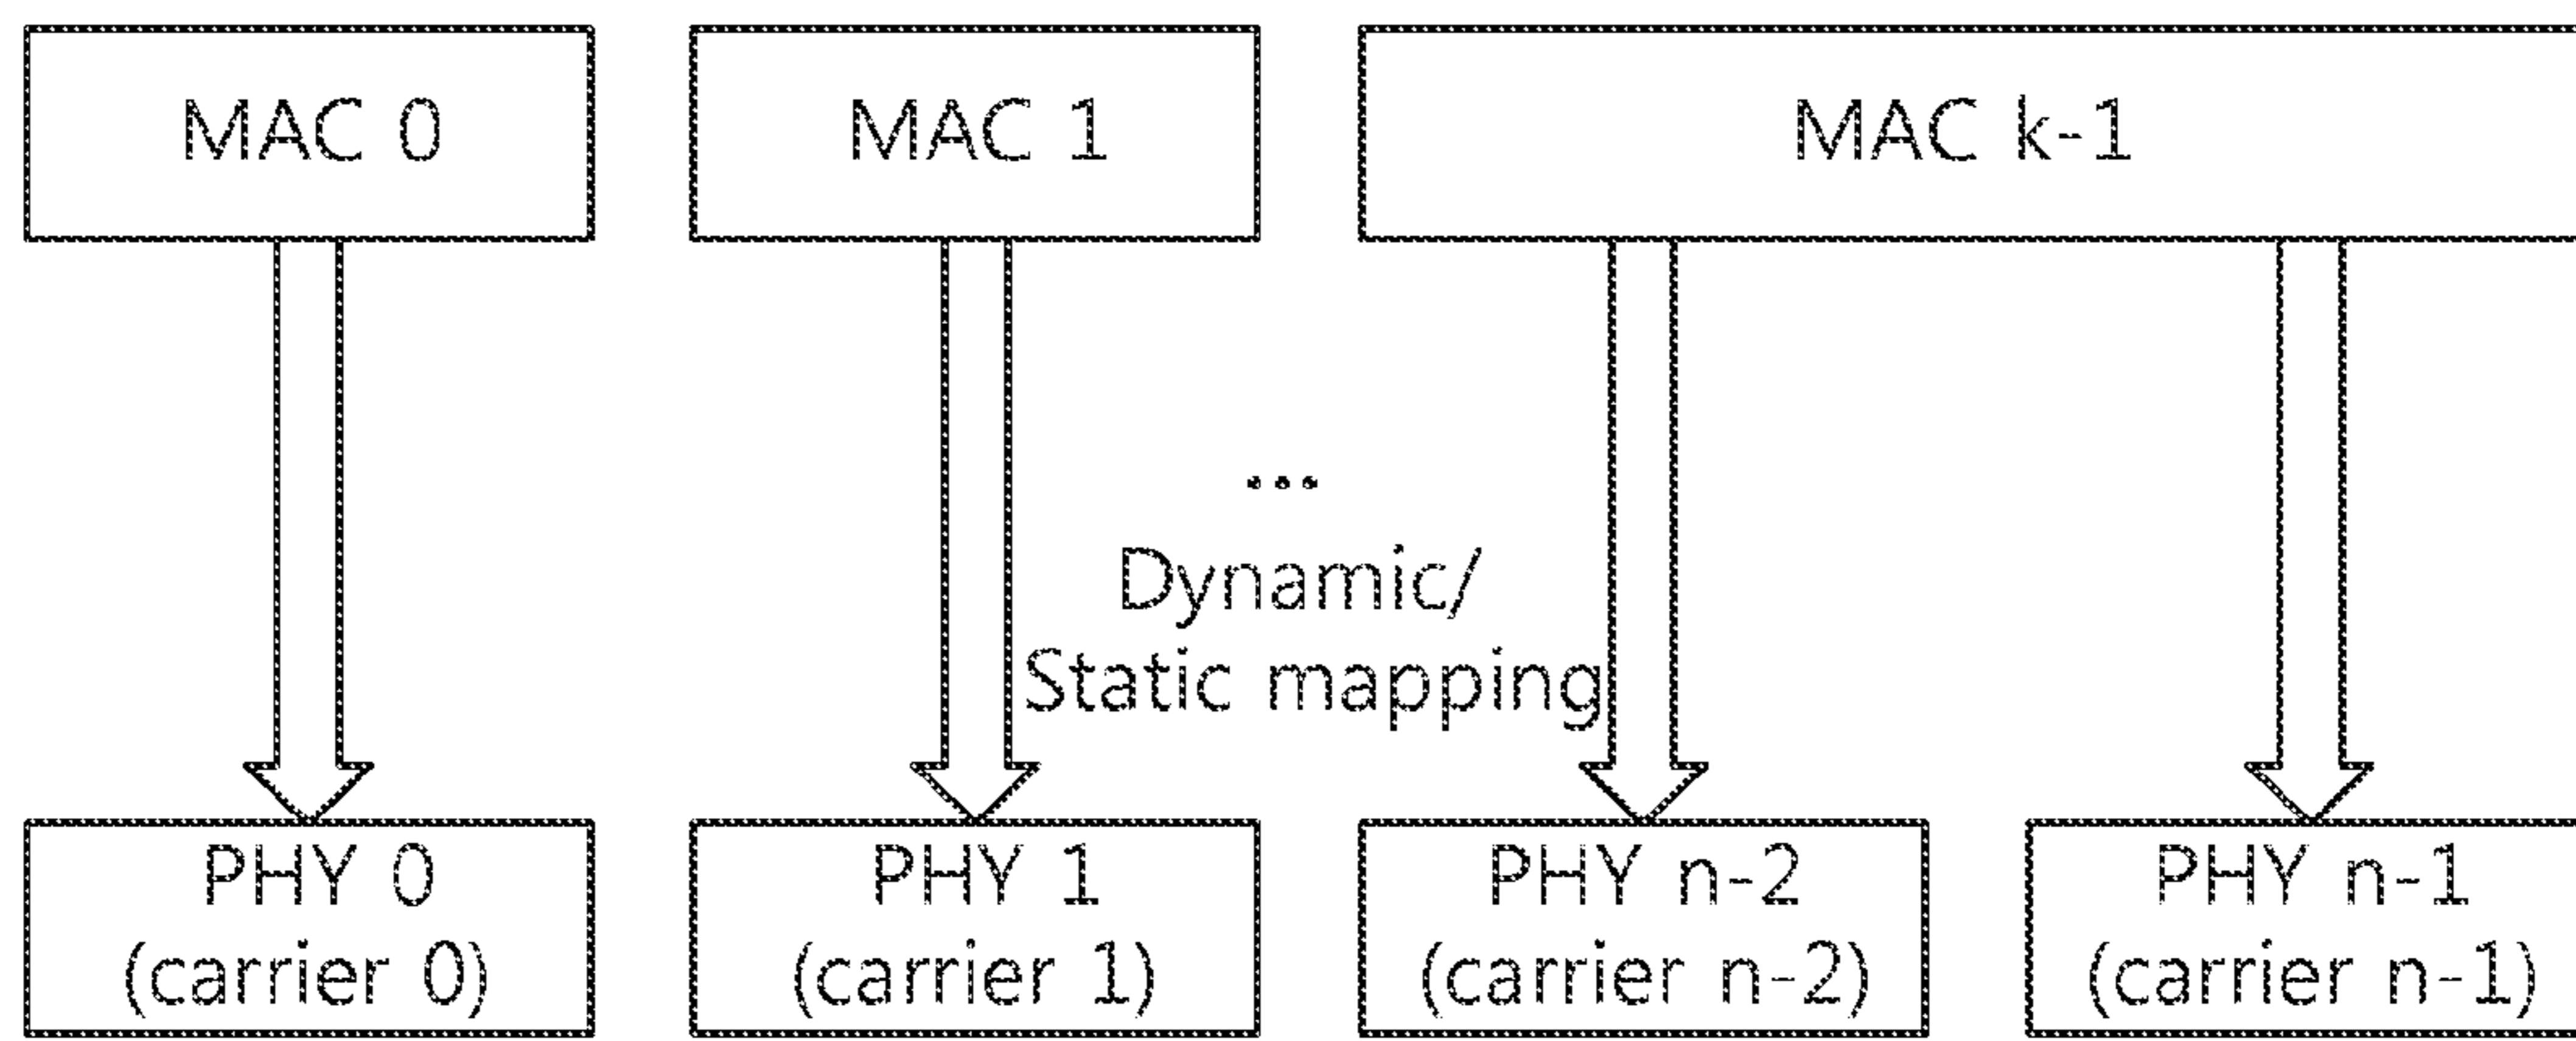 MAC 0
MAC 1
MAC k-1
...
Dynamic/
Static mapping
PHY 0
(carrier 0)
PHY 1
(carrier 1)
PHY n-2
(carrier n-2)
PHY n-1
(carrier n-1)